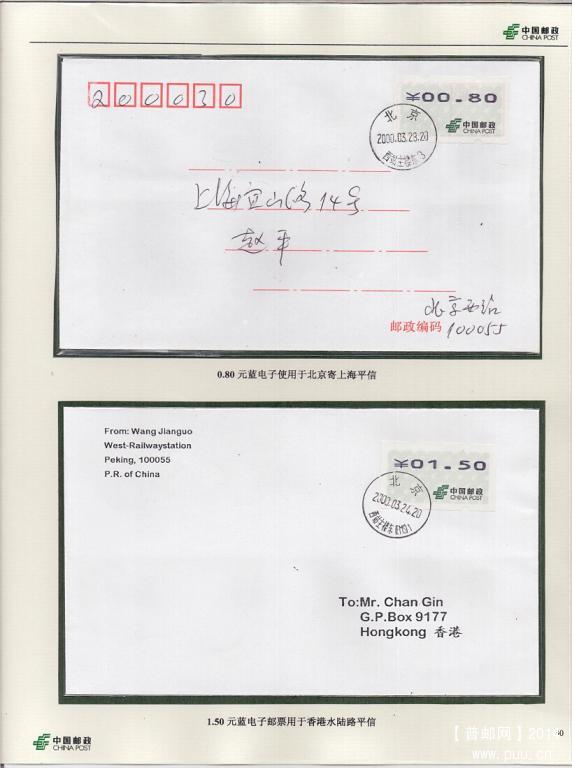 中国邮政
CHINA POST
200030
¥00.80
中国邮政
CHINA POST
北京
2000.03.23.20
上海宜山路14号
赵平
北京西站
邮政编码 100055
0.80 元蓝电子使用于北京寄上海平信
From: Wang Jianguo
West-Railwaystation
Peking, 100055
P.R. of China
¥01.50
中国邮政
CHINA POST
北京
2000.03.24.20
To:Mr. Chan Gin
G.P.Box 9177
Hongkong 香港
1.50 元蓝电子邮票用于香港水陆路平信
中国邮政
CHINA POST
【普邮网】
www.puu.cn